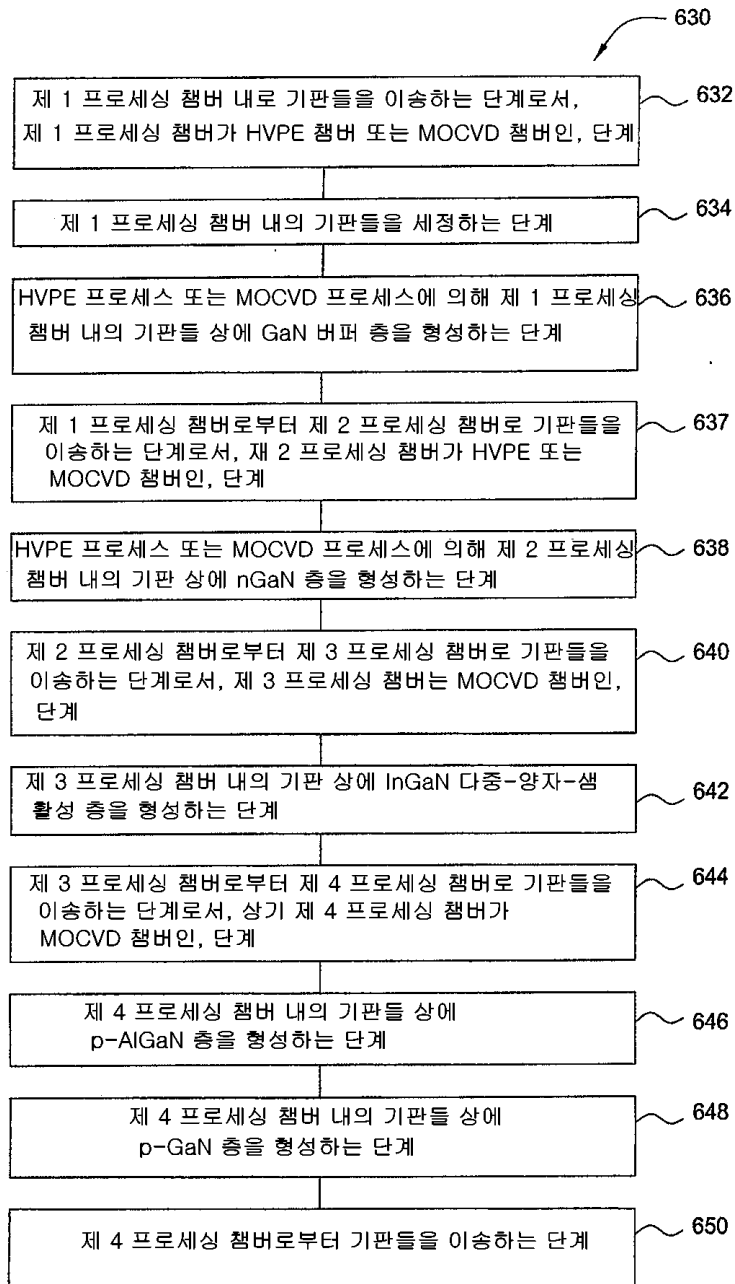 630
제 1 프로세싱 챔버 내로 기판들을 이송하는 단계로서,
제 1 프로세싱 챔버가 HVPE 챔버 또는 MOCVD 챔버인, 단계
632
제 1 프로세싱 챔버 내의 기판들을 세정하는 단계
634
HVPE 프로세스 또는 MOCVD 프로세스에 의해 제 1 프로세싱
챔버 내의 기판들 상에 GaN 버퍼 층을 형성하는 단계
636
제 1 프로세싱 챔버로부터 제 2 프로세싱 챔버로 기판들을
이송하는 단계로서, 재 2 프로세싱 챔버가 HVPE 또는
MOCVD 챔버인, 단계
637
HVPE 프로세스 또는 MOCVD 프로세스에 의해 제 2 프로세싱
챔버 내의 기판 상에 nGaN 층을 형성하는 단계
638
제 2 프로세싱 챔버로부터 제 3 프로세싱 챔버로 기판들을
이송하는 단계로서, 제 3 프로세싱 챔버는 MOCVD 챔버인,
단계
640
제 3 프로세싱 챔버 내의 기판 상에 InGaN 다중-양자-샘
활성 층을 형성하는 단계
642
제 3 프로세싱 챔버로부터 제 4 프로세싱 챔버로 기판들을
이송하는 단계로서, 상기 제 4 프로세싱 챔버가
MOCVD 챔버인, 단계
644
제 4 프로세싱 챔버 내의 기판들 상에
p-AlGaN 층을 형성하는 단계
646
제 4 프로세싱 챔버 내의 기판들 상에
p-GaN 층을 형성하는 단계
648
제 4 프로세싱 챔버로부터 기판들을 이송하는 단계
650